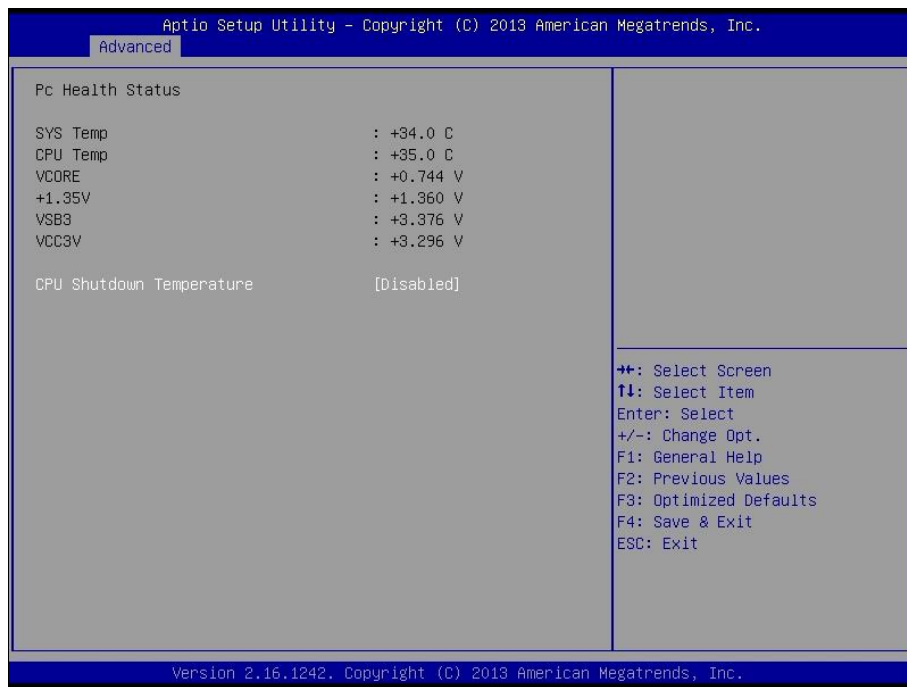 Aptio Setup Utility – Copyright (C) 2013 American Megatrends, Inc.
Advanced
Pc Health Status
SYS Temp : +34.0 C
CPU Temp : +35.0 C
VCORE : +0.744 V
+1.35V : +1.360 V
VSB3 : +3.376 V
VCC3V : +3.296 V
CPU Shutdown Temperature [Disabled]
→←: Select Screen
↑↓: Select Item
Enter: Select
+/-: Change Opt.
F1: General Help
F2: Previous Values
F3: Optimized Defaults
F4: Save & Exit
ESC: Exit
Version 2.16.1242. Copyright (C) 2013 American Megatrends, Inc.